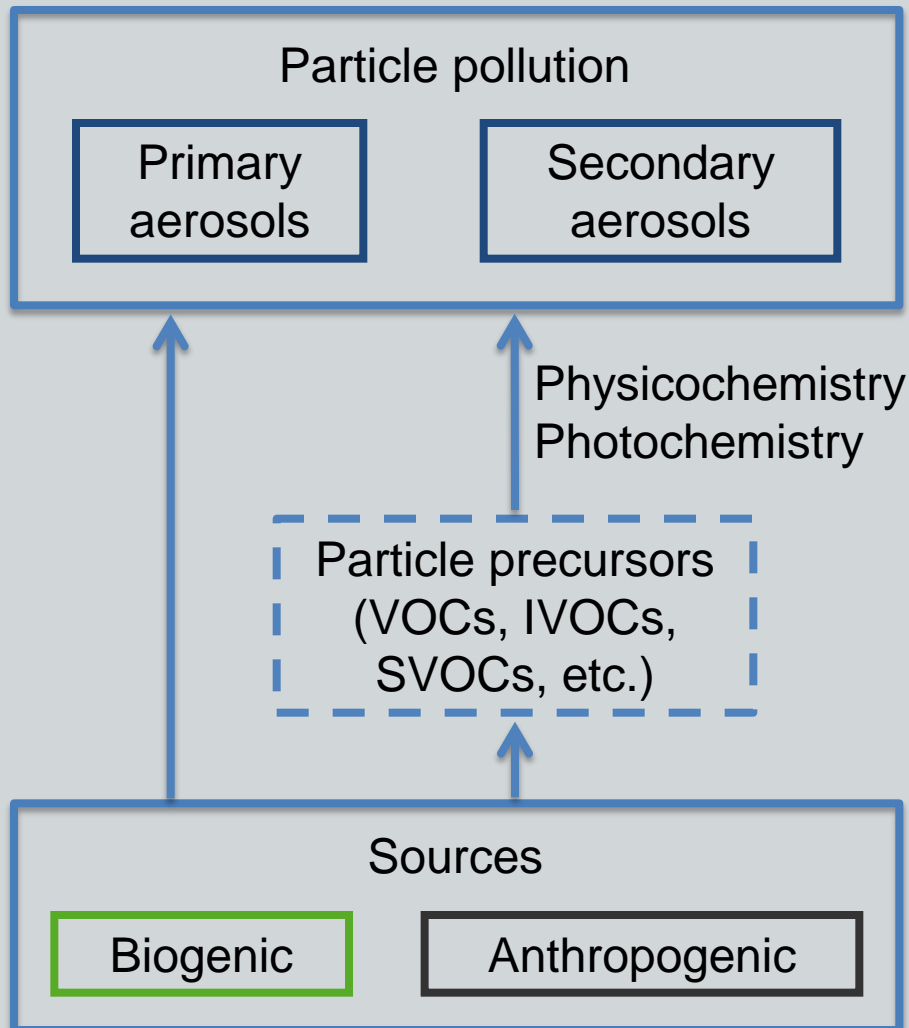 Particle pollution
Primary
aerosols
Secondary
aerosols
Physicochemistry
Photochemistry
Particle precursors
(VOCs, IVOCs,
SVOCs, etc.)
Sources
Biogenic
Anthropogenic